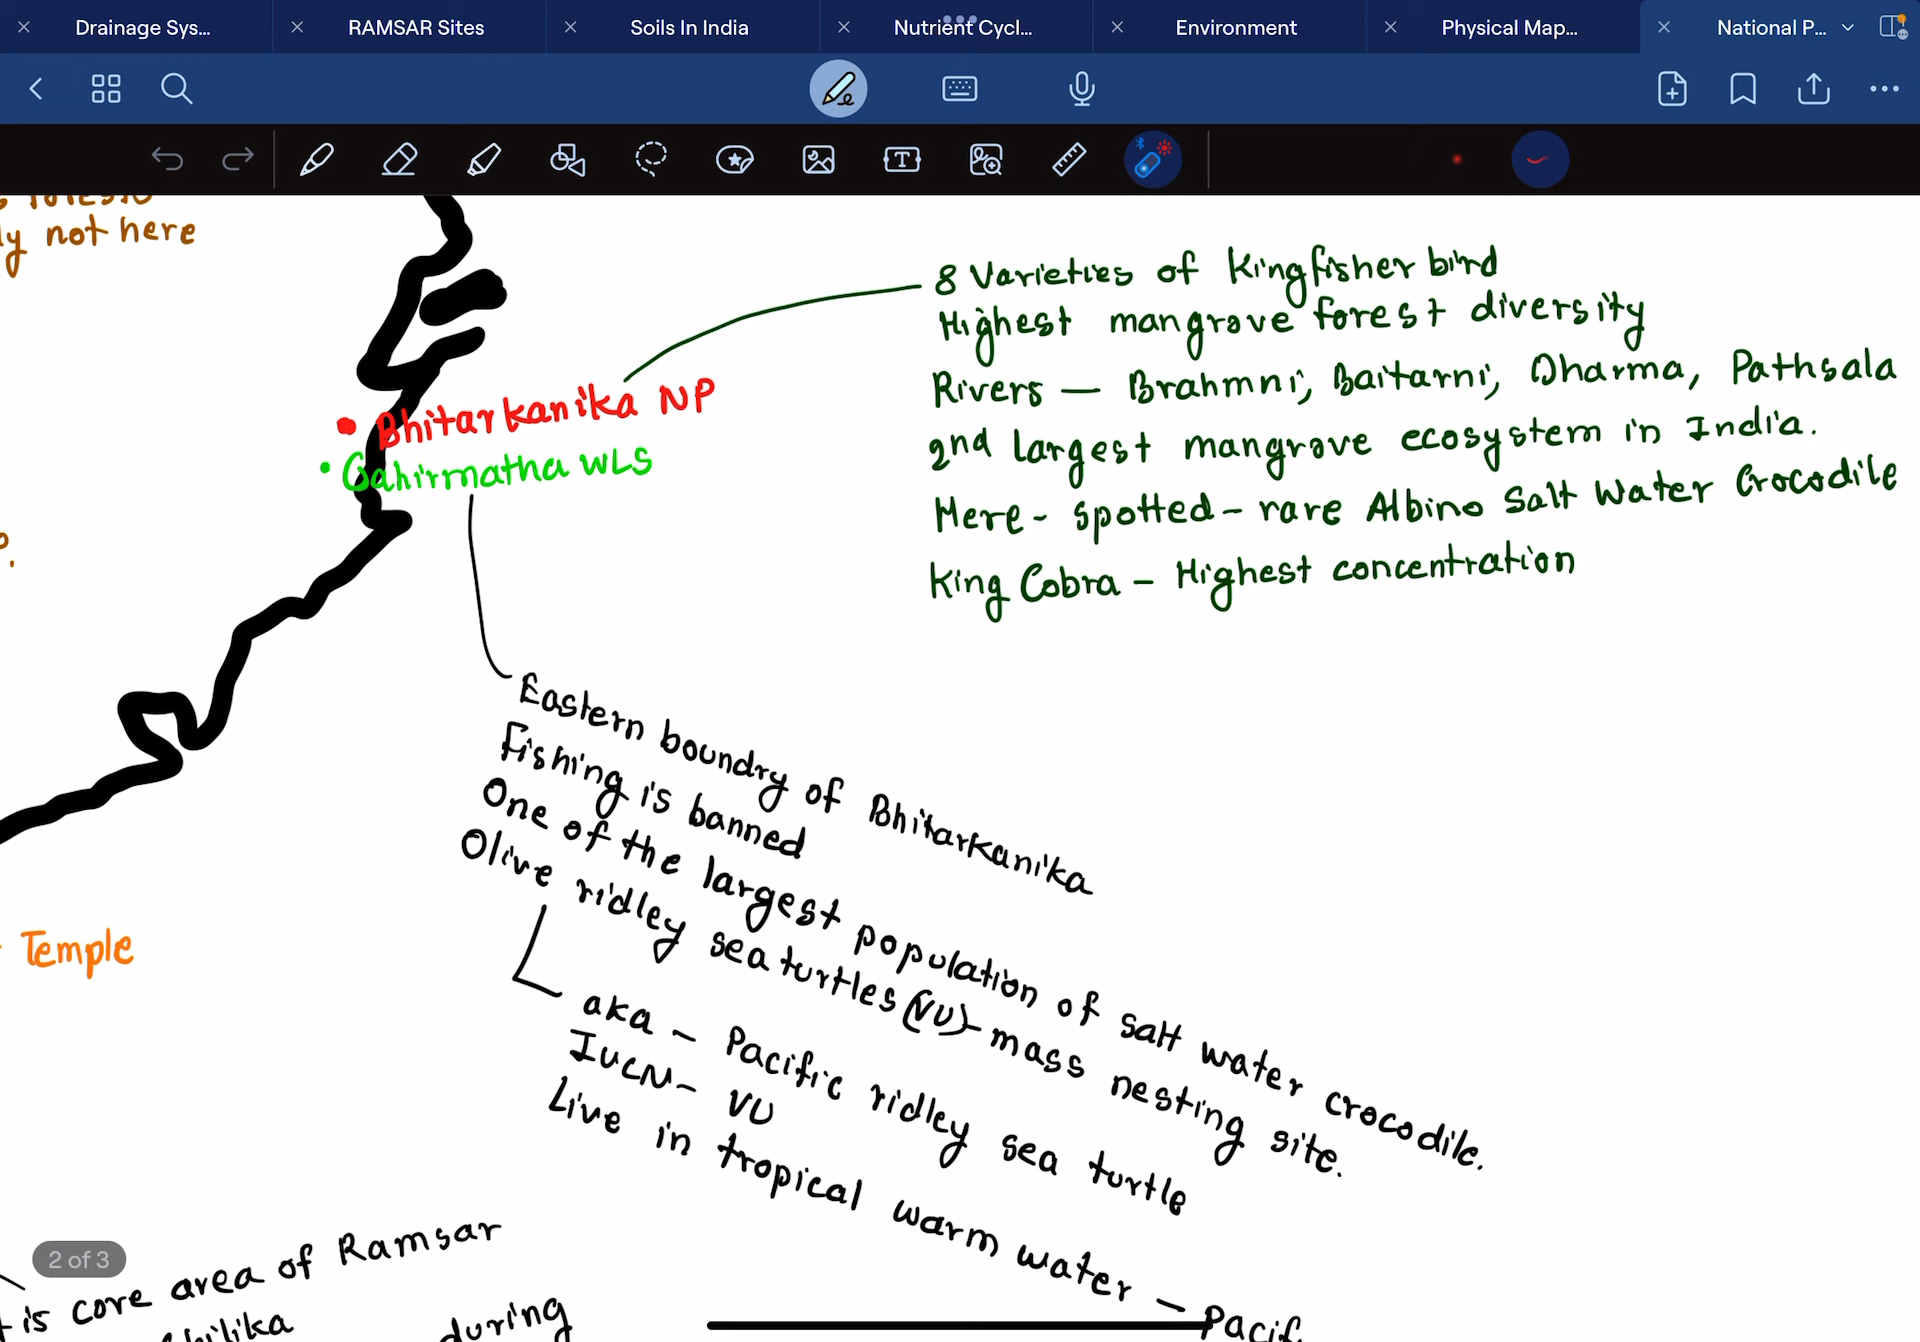 Drainage Sys...
RAMSAR Sites
Soils In India
Nutrient Cycl...
Environment
Physical Map...
National P...
y not here
8 Varieties of Kingfisher bird
Highest mangrove forest diversity
Rivers — Brahmni, Baitarni, Dharma, Pathsala
2nd largest mangrove ecosystem in India.
Here - spotted - rare Albino Salt Water Crocodile
King Cobra - Highest concentration
• Bhitarkanika NP
• Gahirmatha WLS
Eastern boundry of Bhitarkanika
Fishing is banned
One of the largest population of salt water crocodile.
Olive ridley sea turtles (VU) - mass nesting site.
aka - Pacific ridley sea turtle
IUCN - VU
Live in tropical warm water - Pacif
Temple
2 of 3
is core area of Ramsar
during